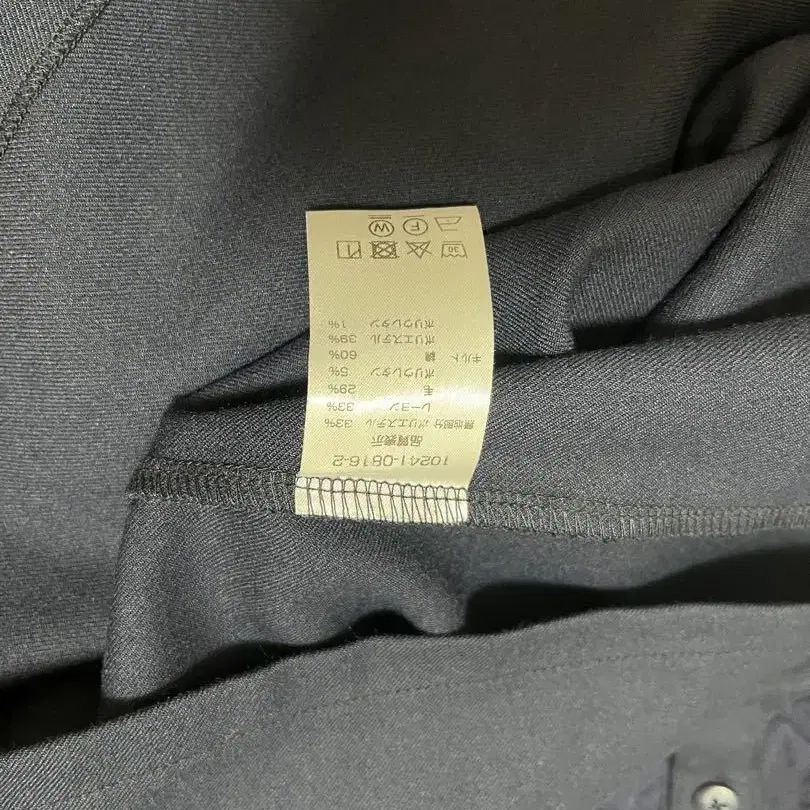 10241-0816-2
品質表示
無地部分 ポリエステル 33%
レーヨン 33%
毛 29%
ポリウレタン 5%
キルト 綿 60%
ポリエステル 39%
ポリウレタン 1%
30
F W